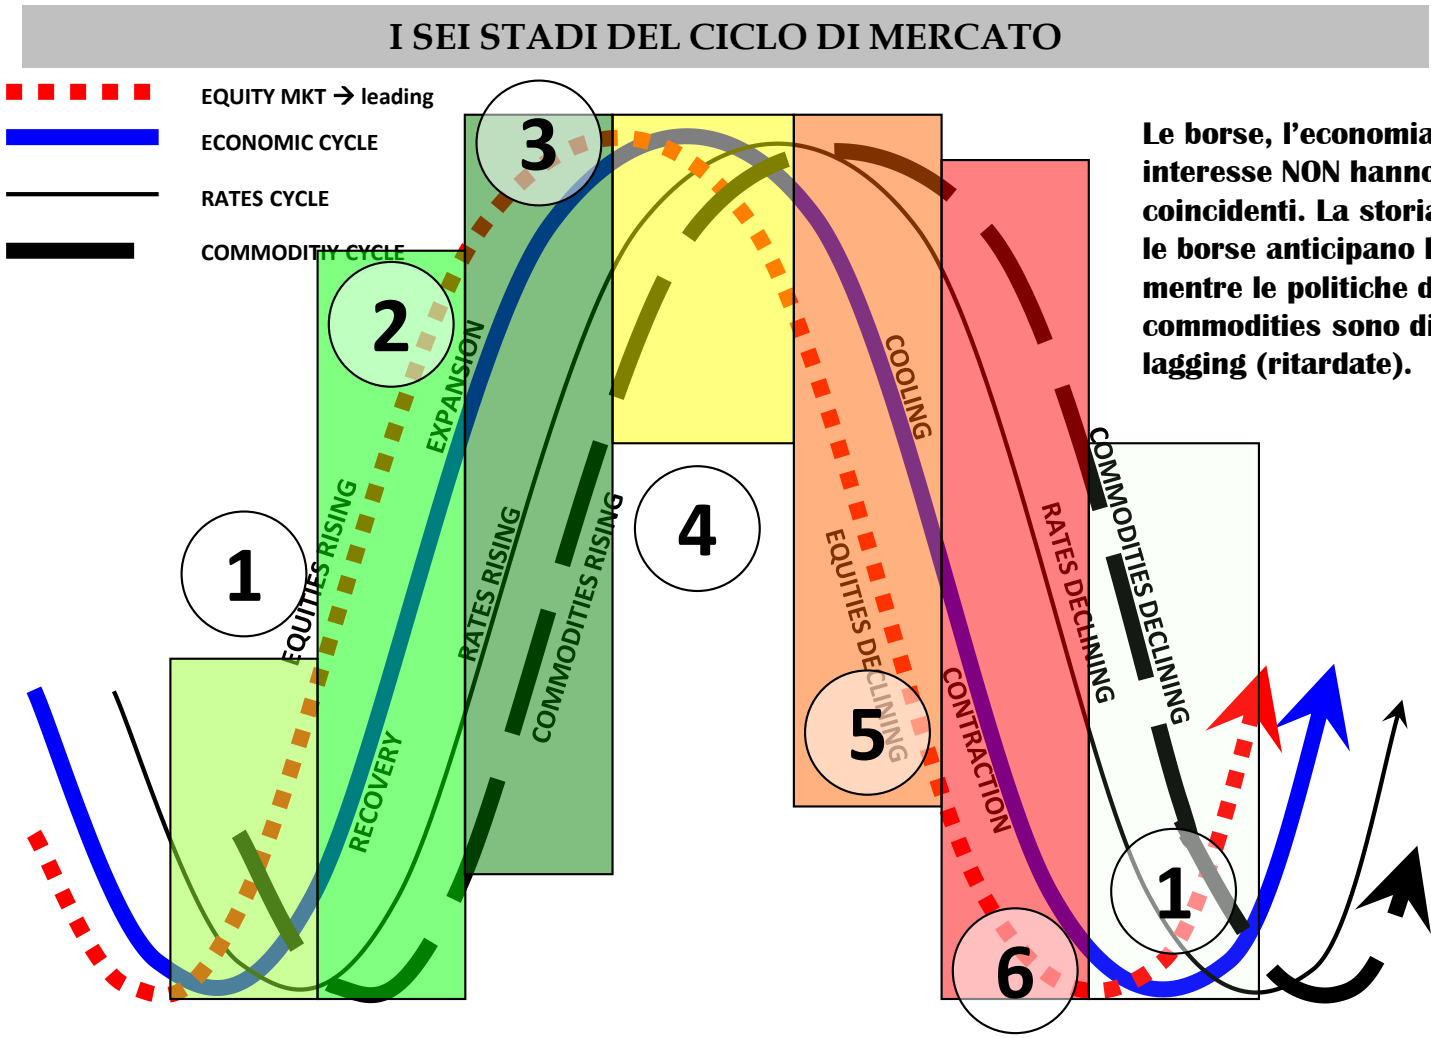 I SEI STADI DEL CICLO DI MERCATO
EQUITY MKT → leading
ECONOMIC CYCLE
RATES CYCLE
COMMODITIY CYCLE
Le borse, l'economia
interesse NON hanno
coincidenti. La storia
le borse anticipano
mentre le politiche
commodities sono
lagging (ritardate).
1
2
3
4
5
6
1
EQUITIES RISING
RECOVERY
EXPANSION
RATES RISING
COMMODITIES RISING
COOLING
EQUITIES DECLINING
CONTRACTION
RATES DECLINING
COMMODITIES DECLINING